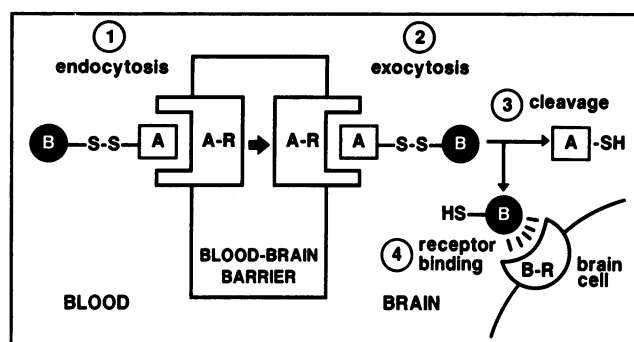 1
endocytosis
2
exocytosis
3 cleavage
B -S-S- A A-R A-R A -S-S- B A -SH
HS- B
4 receptor
binding
BLOOD-BRAIN
BARRIER
B-R
brain
cell
BLOOD
BRAIN